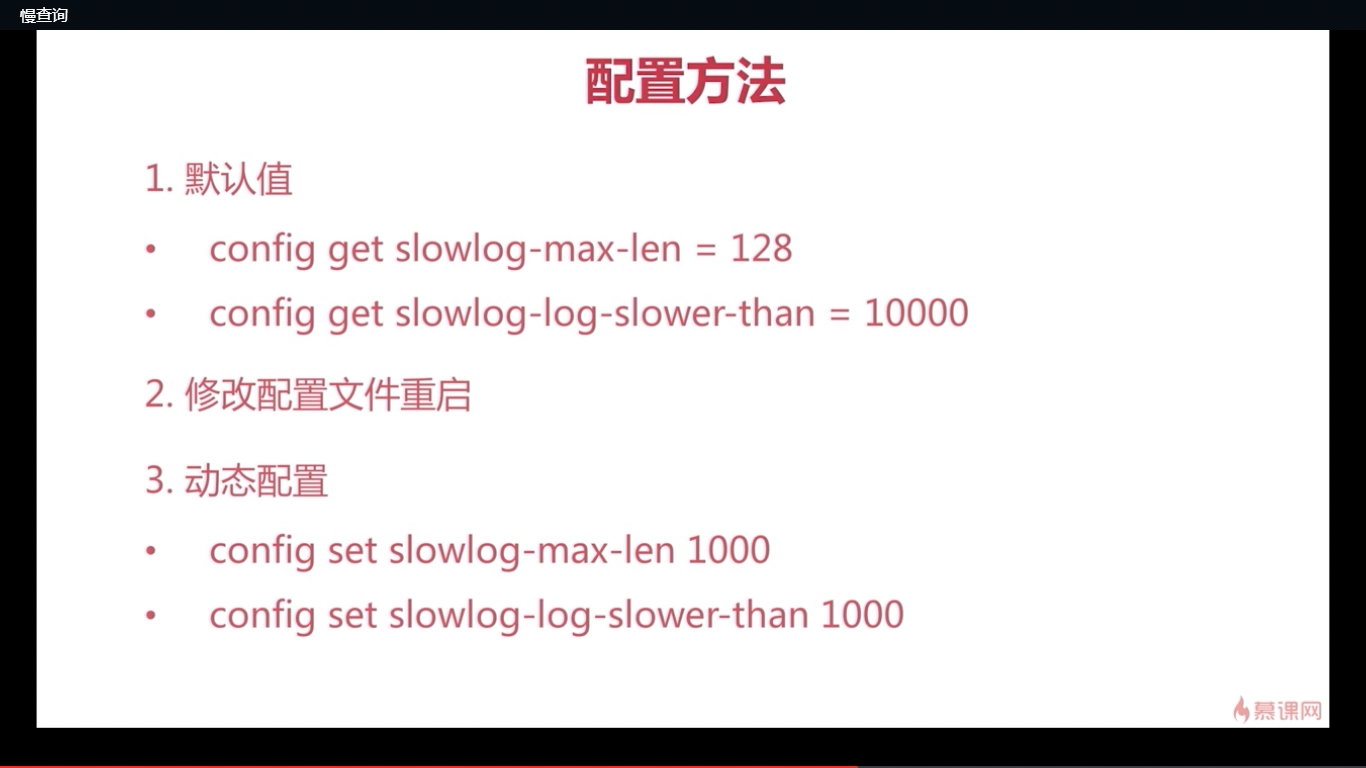 慢查询
配置方法
1. 默认值
• config get slowlog-max-len = 128
• config get slowlog-log-slower-than = 10000
2. 修改配置文件重启
3. 动态配置
• config set slowlog-max-len 1000
• config set slowlog-log-slower-than 1000
慕课网